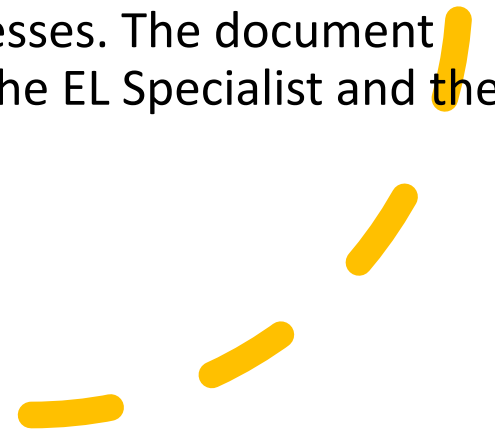 esses. The document
he EL Specialist and the